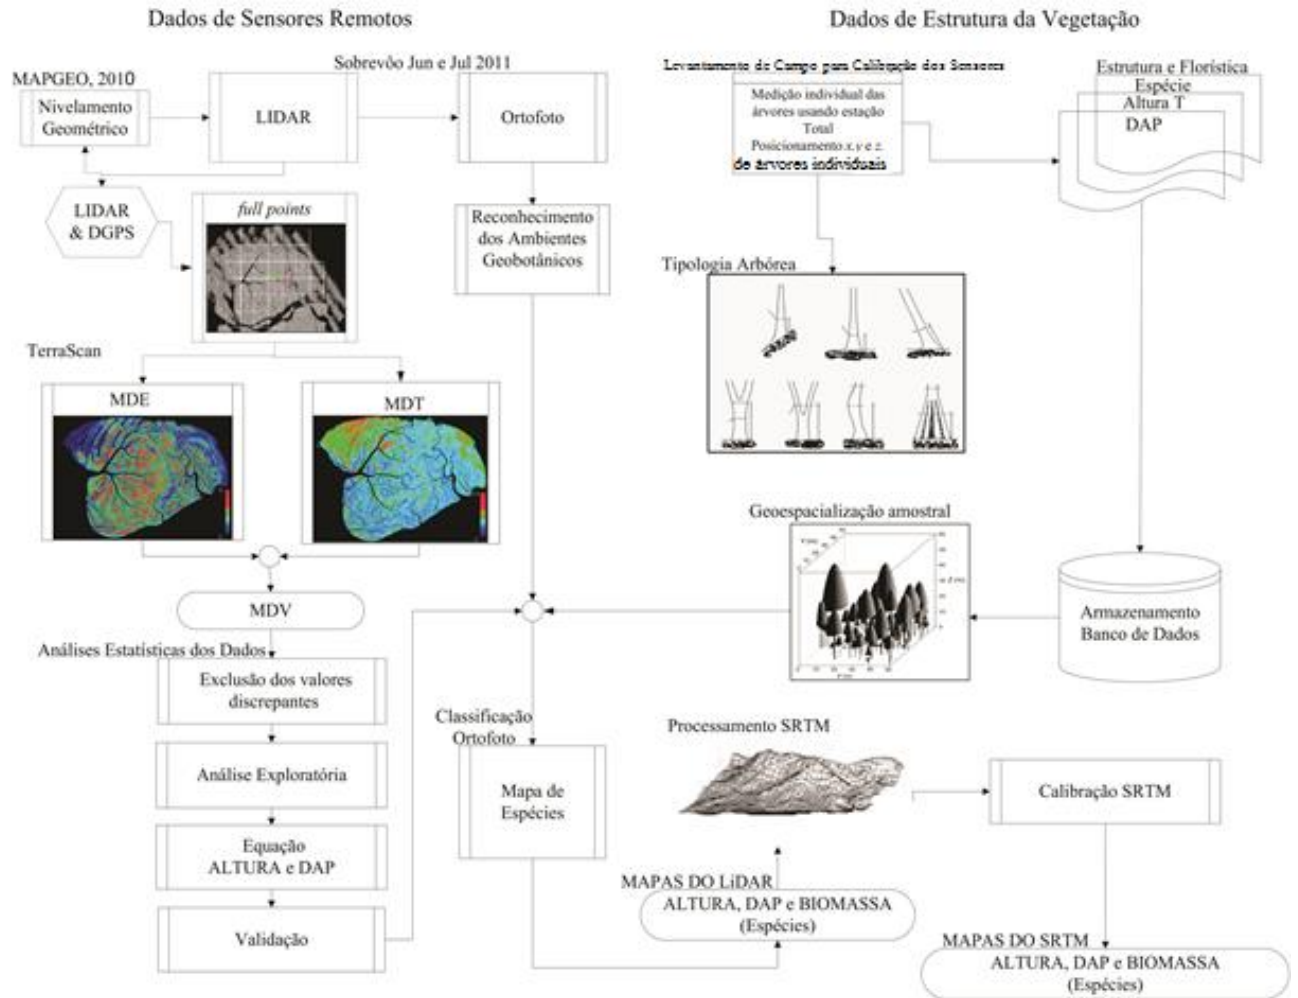 Dados de Sensores Remotos
Dados de Estrutura da Vegetação
Sobrevôo Jun e Jul 2011
MAPGEO, 2010
Nivelamento
Geométrico
LIDAR
Ortofoto
LIDAR
& DGPS
full points
Reconhecimento
dos Ambientes
Geobotânicos
TerraScan
MDE
MDT
MDV
Análises Estatísticas dos Dados
Exclusão dos valores
discrepantes
Análise Exploratória
Equação
ALTURA e DAP
Validação
Classificação
Ortofoto
Mapa de
Espécies
Levantamento de Campo para Calibração dos Sensores
Medição individual das
árvores usando estação
Total
Posicionamento x,y e z.
de árvores individuais
Estrutura e Florística
Espécie
Altura T
DAP
Tipologia Arbórea
Geoespacialização amostral
Armazenamento
Banco de Dados
Processamento SRTM
Calibração SRTM
MAPAS DO LiDAR
ALTURA, DAP e BIOMASSA
(Espécies)
MAPAS DO SRTM
ALTURA, DAP e BIOMASSA
(Espécies)